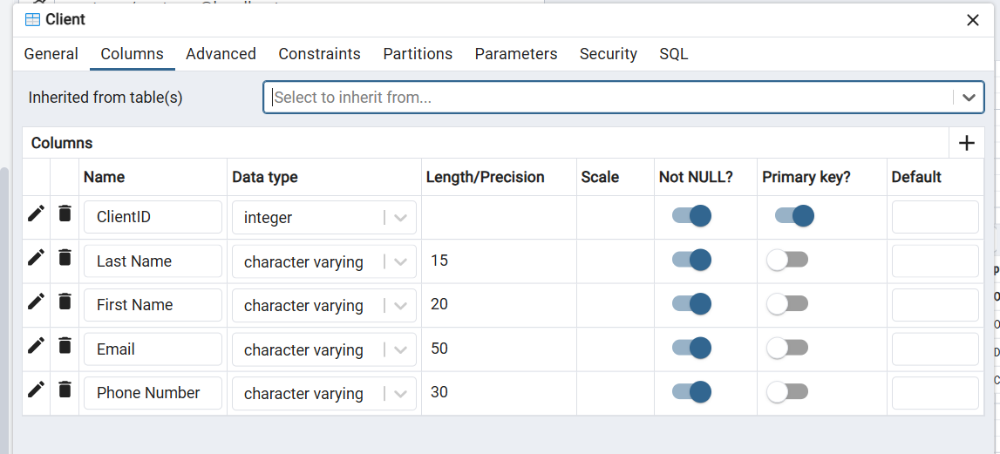 Client
General Columns Advanced Constraints Partitions Parameters Security SQL
Inherited from table(s) Select to inherit from...
Columns
Name Data type Length/Precision Scale Not NULL? Primary key? Default
ClientID integer
Last Name character varying 15
First Name character varying 20
Email character varying 50
Phone Number character varying 30